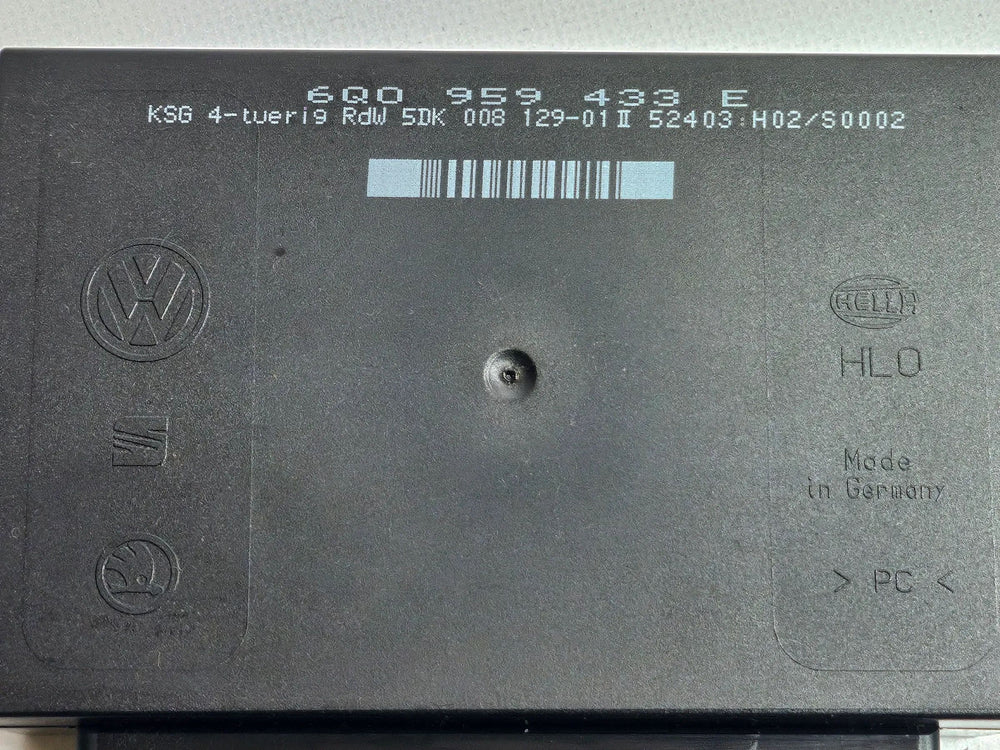 6Q0 959 433 E
KSG 4-tuerig RdW 5DK 008 129-01 II 52403:H02/S0002
HELLA
HLO
Made
in Germany
> PC <